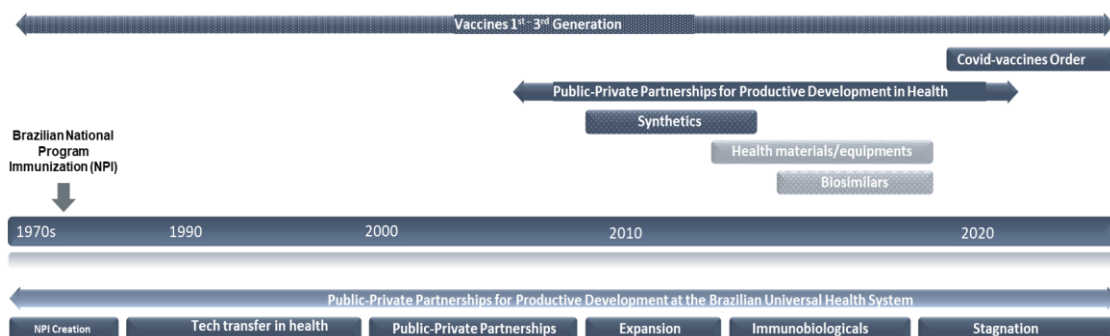 Vaccines 1st - 3rd Generation
Covid-vaccines Order
Public-Private Partnerships for Productive Development in Health
Synthetics
Brazilian National
Program
Immunization (NPI)
Health materials/equipments
Biosimilars
1970s 1990 2000 2010 2020
Public-Private Partnerships for Productive Development at the Brazilian Universal Health System
NPI Creation Tech transfer in health Public-Private Partnerships Expansion Immunobiologicals Stagnation